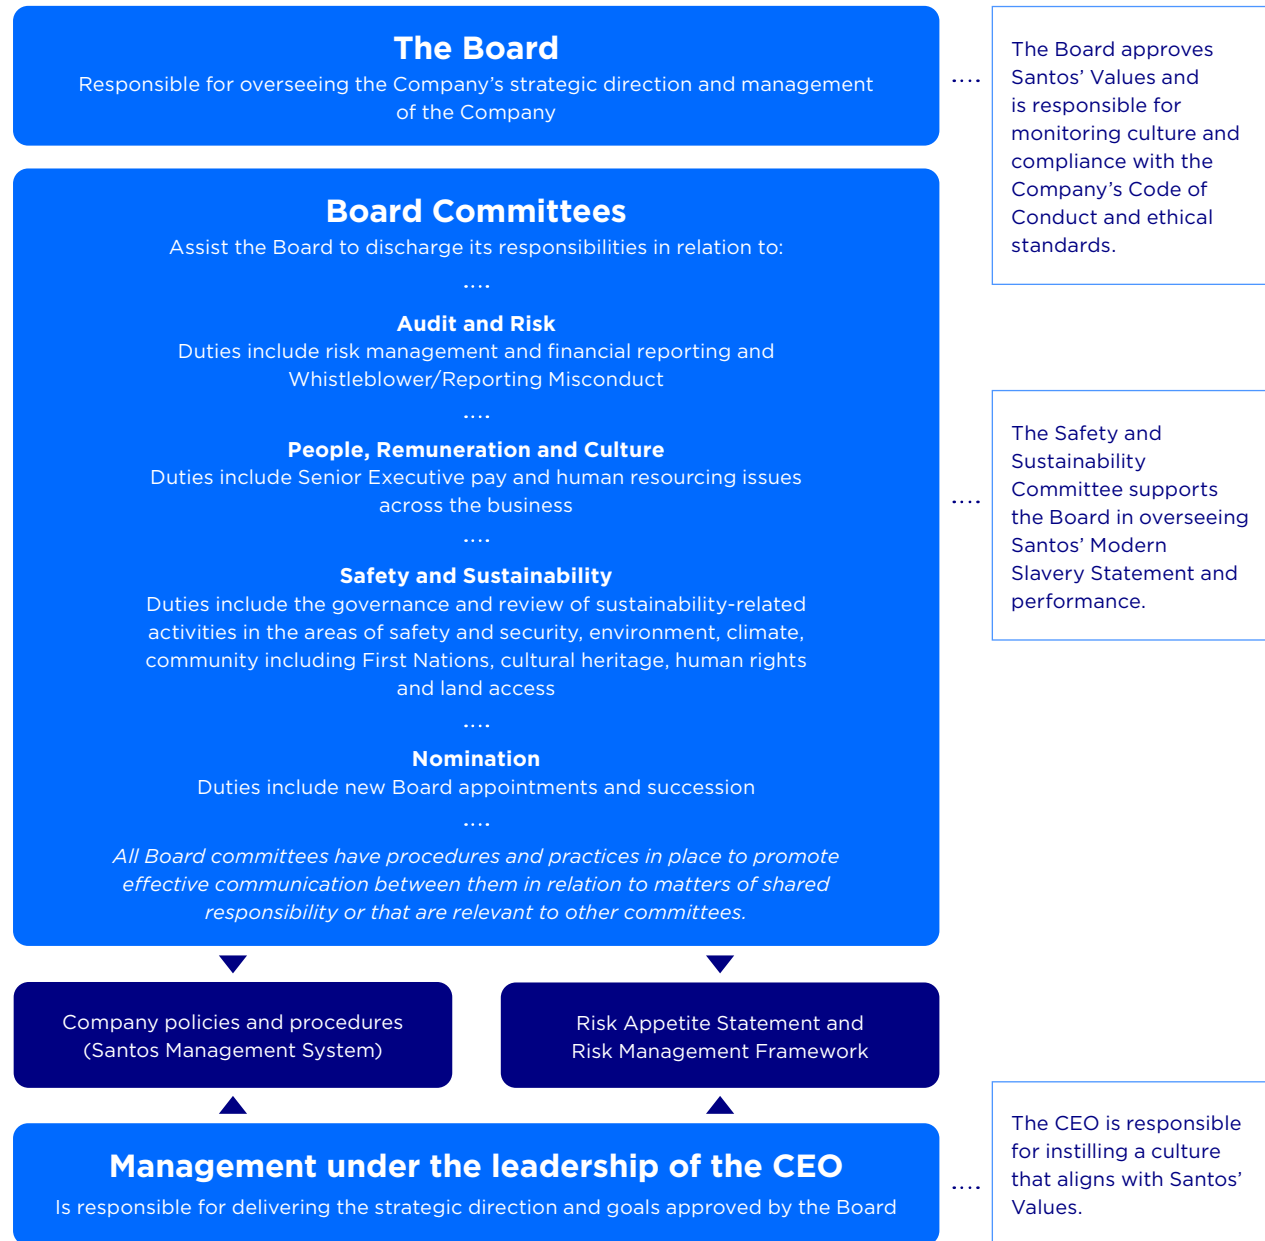 The Board
Responsible for overseeing the Company’s strategic direction and management
of the Company
....
The Board approves
Santos’ Values and
is responsible for
monitoring culture and
compliance with the
Company’s Code of
Conduct and ethical
standards.
Board Committees
Assist the Board to discharge its responsibilities in relation to:
....
Audit and Risk
Duties include risk management and financial reporting and
Whistleblower/Reporting Misconduct
....
People, Remuneration and Culture
Duties include Senior Executive pay and human resourcing issues
across the business
....
Safety and Sustainability
Duties include the governance and review of sustainability-related
activities in the areas of safety and security, environment, climate,
community including First Nations, cultural heritage, human rights
and land access
....
Nomination
Duties include new Board appointments and succession
....
All Board committees have procedures and practices in place to promote
effective communication between them in relation to matters of shared
responsibility or that are relevant to other committees.
....
The Safety and
Sustainability
Committee supports
the Board in overseeing
Santos’ Modern
Slavery Statement and
performance.
Company policies and procedures
(Santos Management System)
Risk Appetite Statement and
Risk Management Framework
Management under the leadership of the CEO
Is responsible for delivering the strategic direction and goals approved by the Board
....
The CEO is responsible
for instilling a culture
that aligns with Santos’
Values.